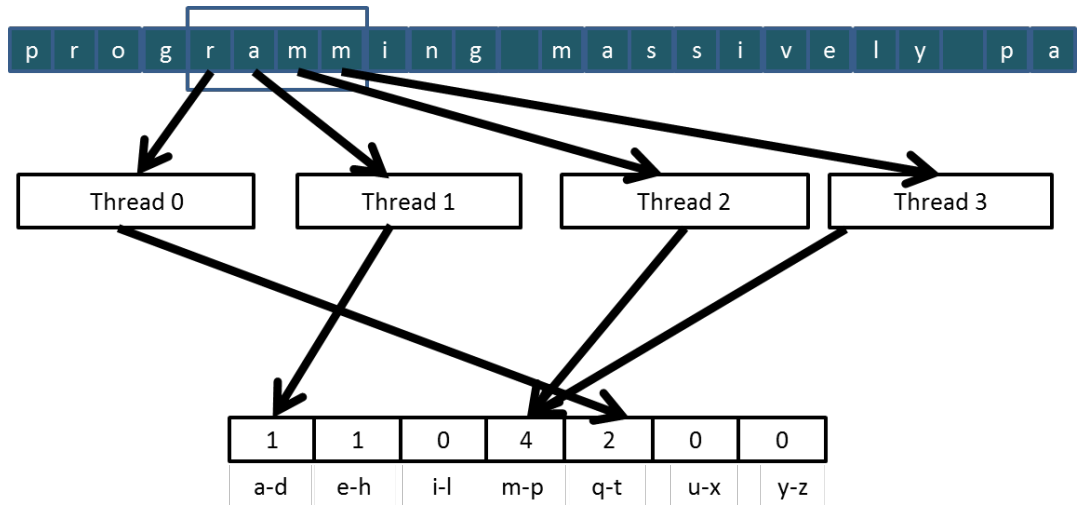 p r o g r a m m i n g m a s s i v e l y p a
Thread 0 Thread 1 Thread 2 Thread 3
1 1 0 4 2 0 0
a-d e-h i-l m-p q-t u-x y-z